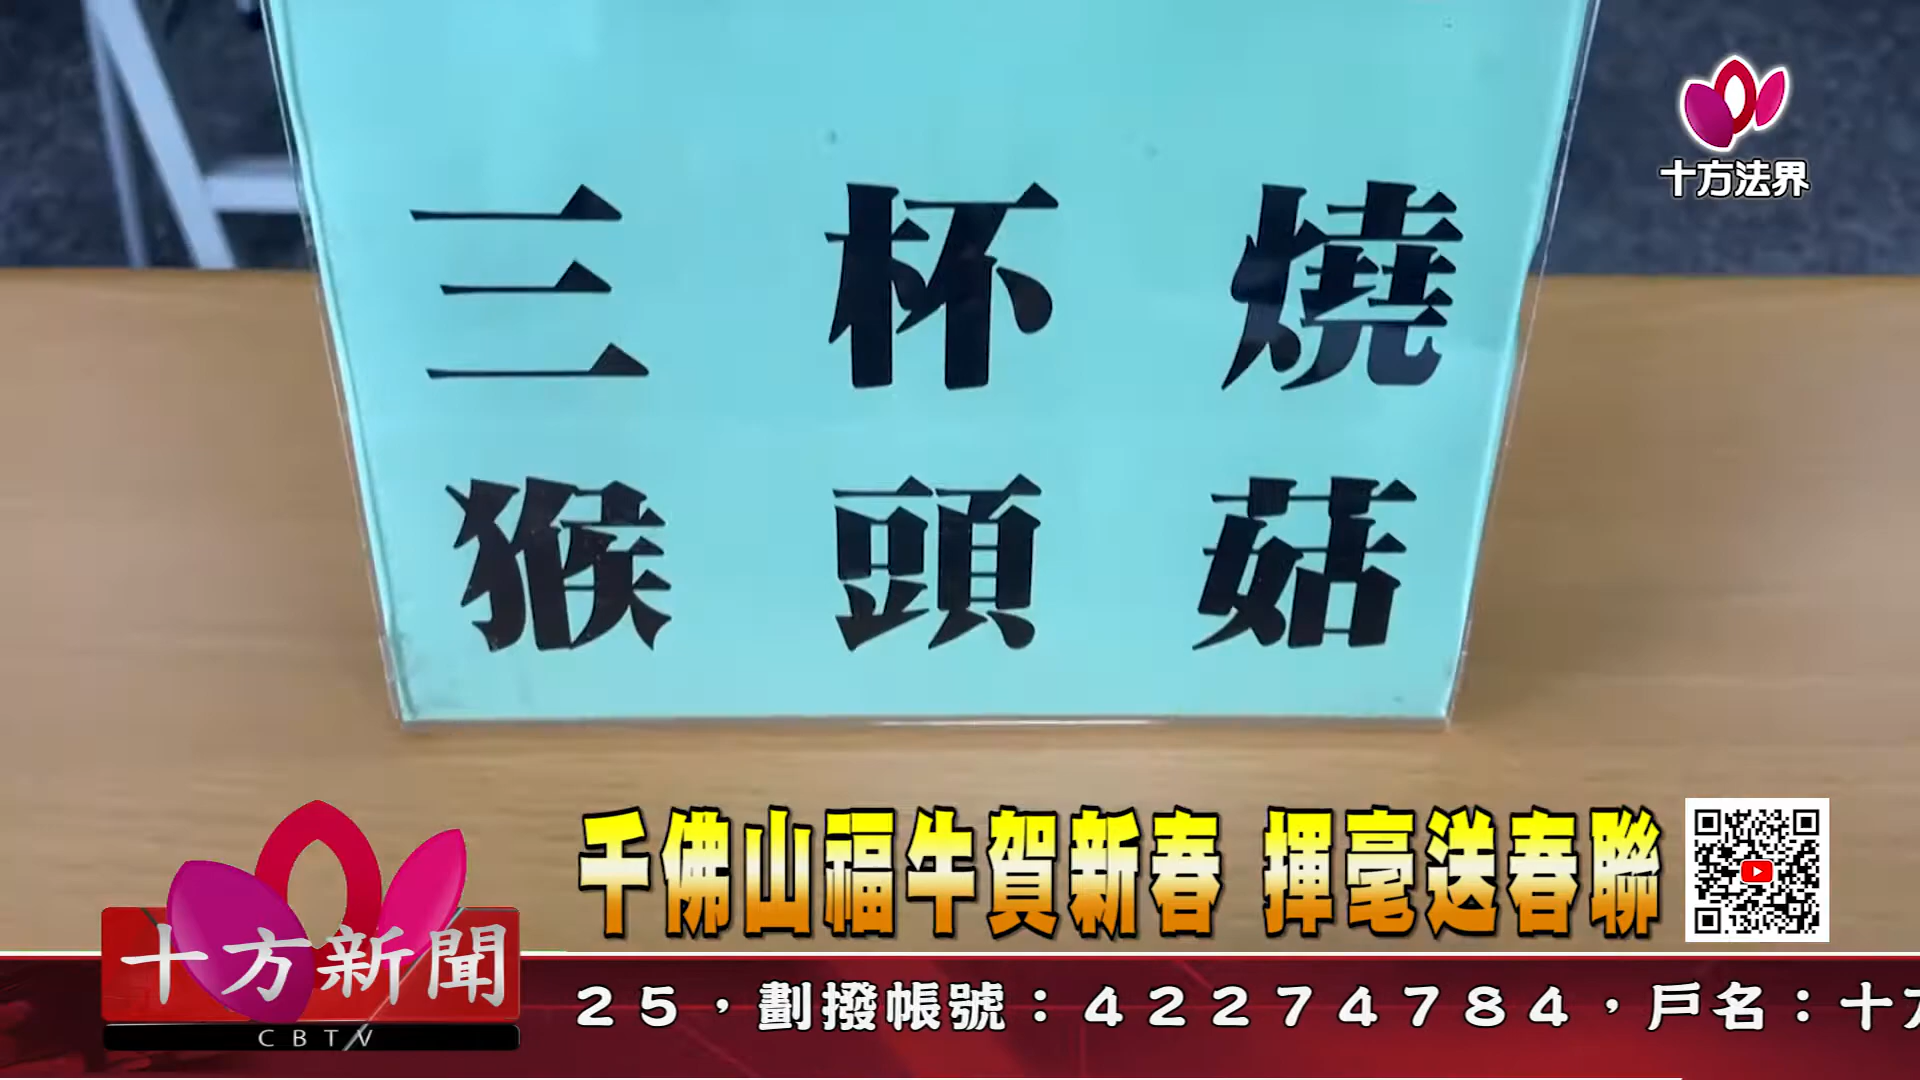 十方法界
三杯燒
猴頭菇
千佛山福牛賀新春 揮毫送春聯
十方新聞
CBTV
25，劃撥帳號：42274784，戶名：十方